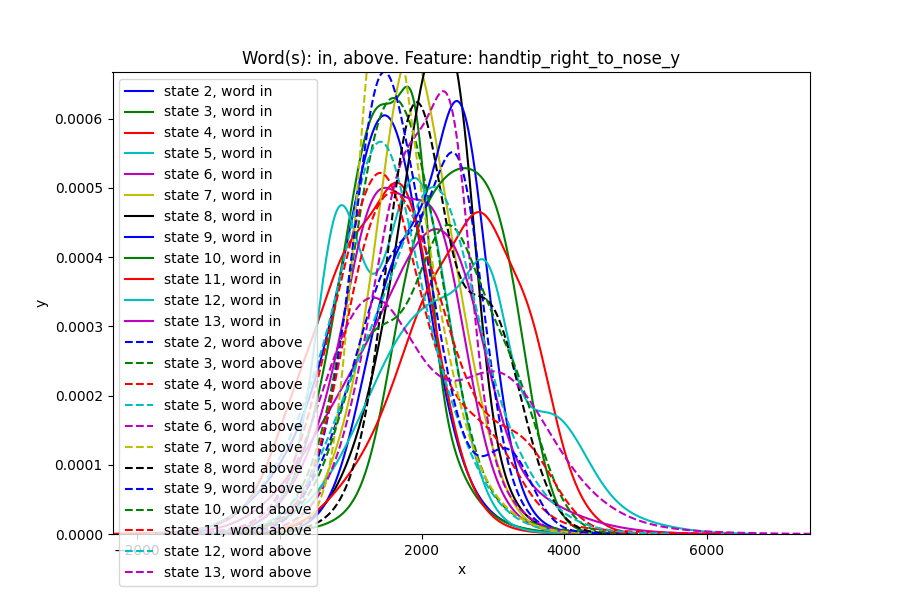 Word(s): in, above. Feature: handtip_right_to_nose_y
state 2, word in
state 3, word in
state 4, word in
state 5, word in
state 6, word in
state 7, word in
state 8, word in
state 9, word in
state 10, word in
state 11, word in
state 12, word in
state 13, word in
state 2, word above
state 3, word above
state 4, word above
state 5, word above
state 6, word above
state 7, word above
state 8, word above
state 9, word above
state 10, word above
state 11, word above
state 12, word above
state 13, word above
0.0006
0.0005
0.0004
0.0003
0.0002
0.0001
0.0000
y
−2000 2000 4000 6000
x